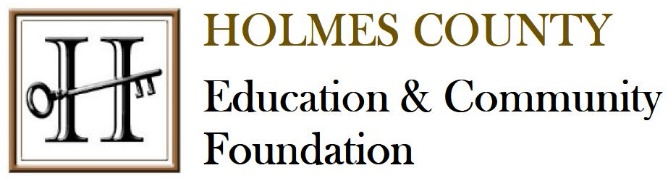 H
HOLMES COUNTY
Education & Community
Foundation